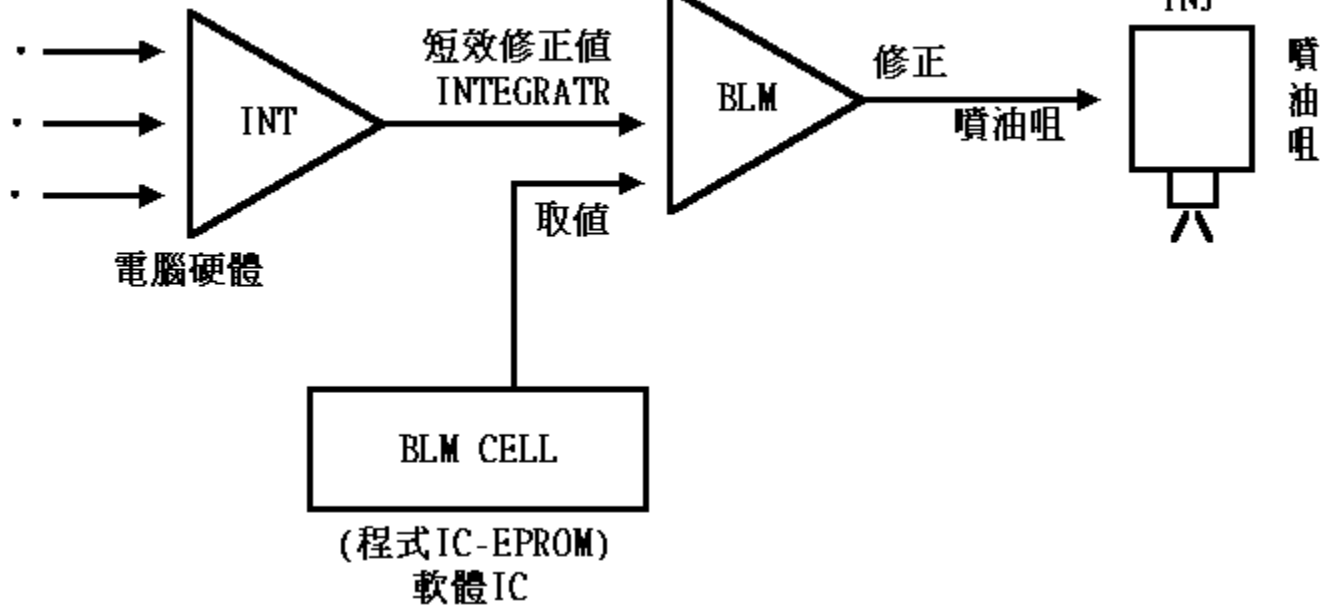 INJ
短效修正值
INTEGRATR
INT
BLM
修正
噴油咀
噴油咀
取值
電腦硬體
BLM CELL
(程式IC-EPROM)
軟體IC